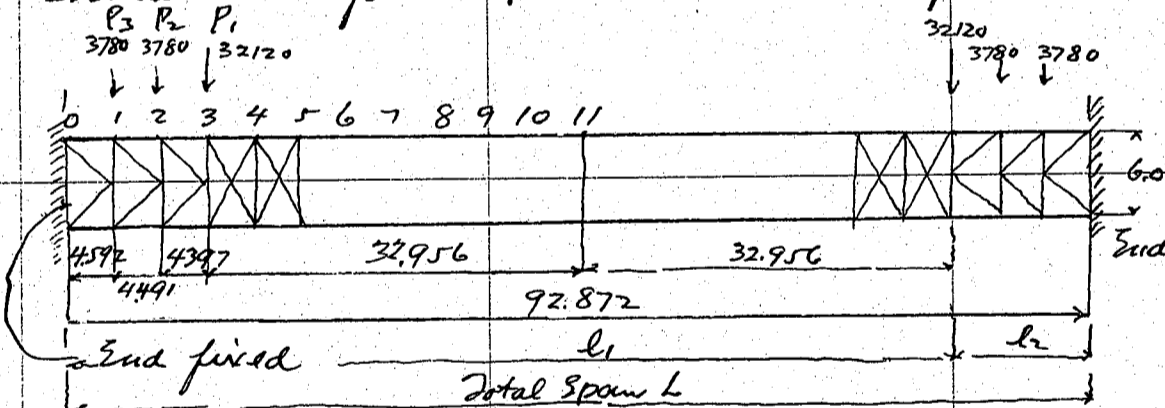 P3 P2 P1
3780 3780 32120
32120
3780 3780
0 1 2 3 4 5 6 7 8 9 10 11
6.0
End
4592 4397 32.956 32.956
4491
92.872
End fixed l1 l2
Total Span L